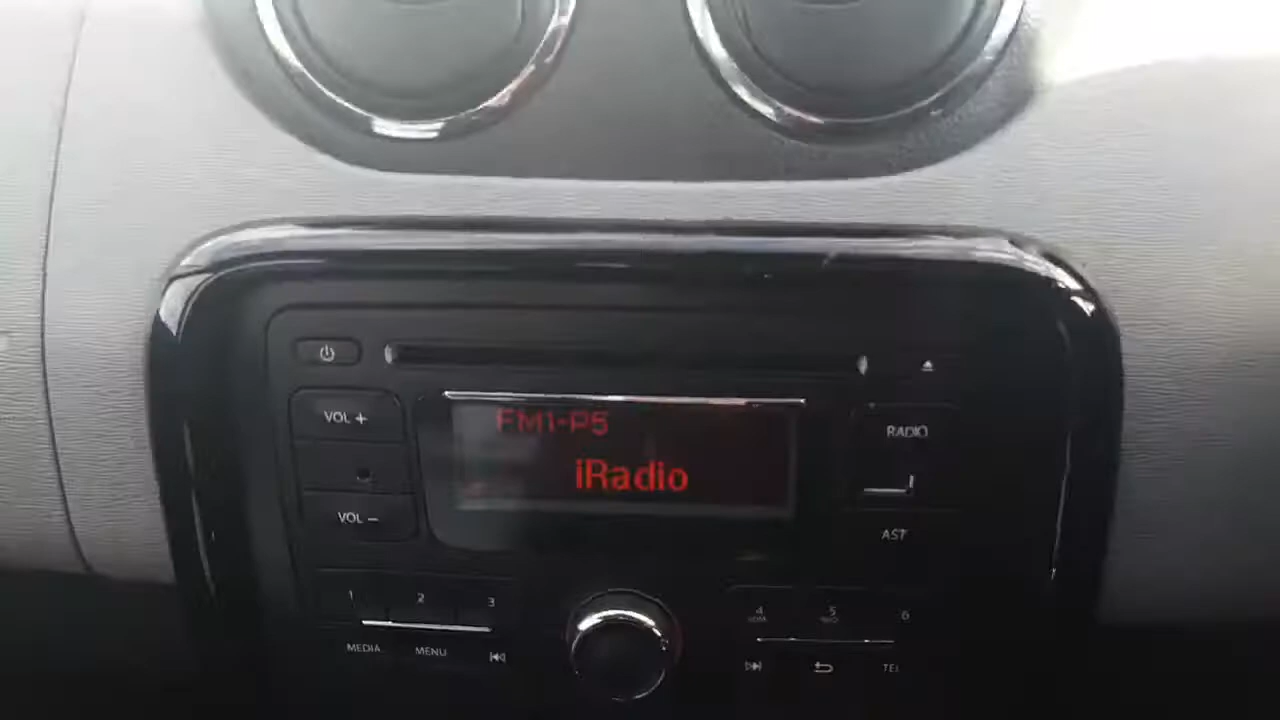 VOL +
FM1-P5
RADIO
iRadio
VOL –
AST
1 2 3
4 5 6
MEDIA MENU
TEL